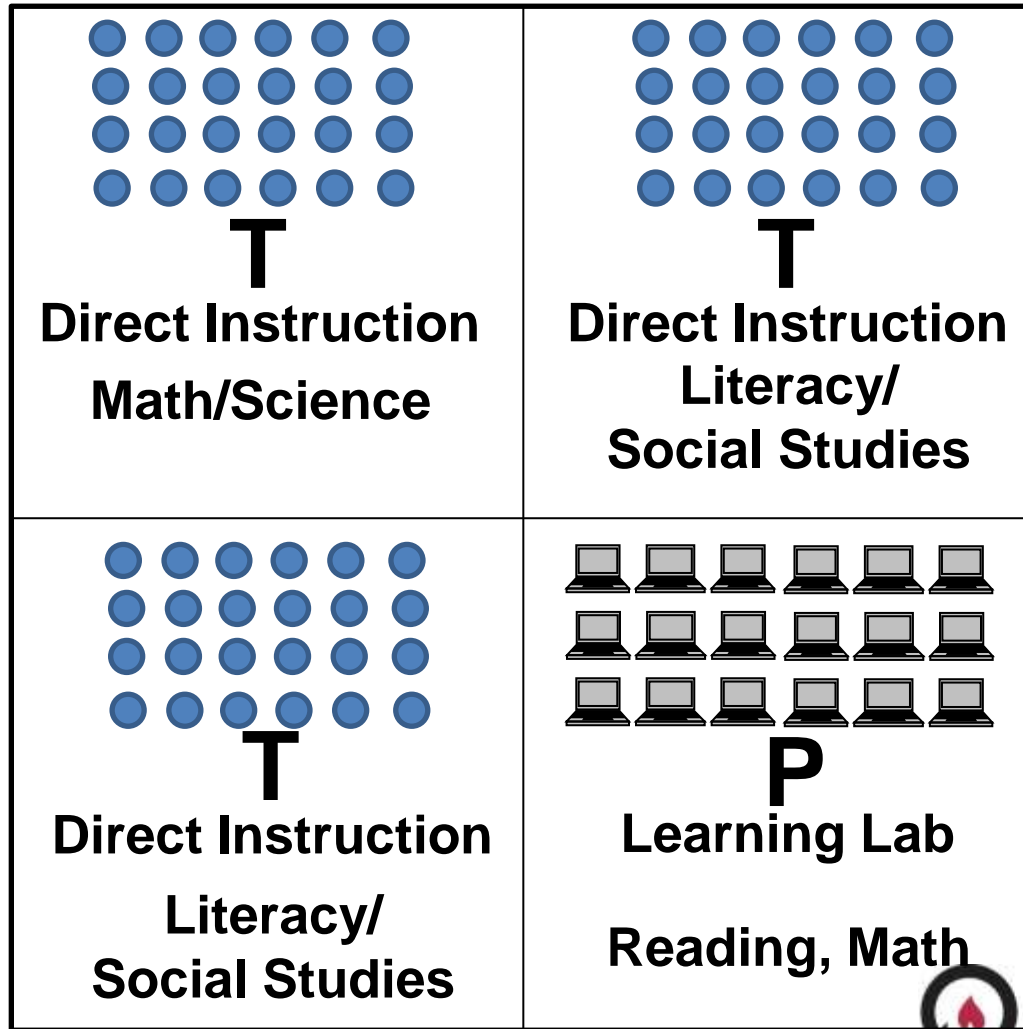 T
Direct Instruction
Math/Science
T
Direct Instruction
Literacy/
Social Studies
T
Direct Instruction
Literacy/
Social Studies
P
Learning Lab
Reading, Math